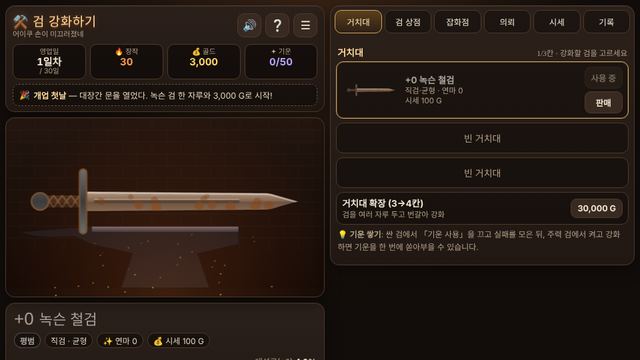 ⚒️ 검 강화하기
어이쿠 손이 미끄러졌네
영업일
1일차
/ 30일
🔥 장작
30
💰 골드
3,000
✦ 기운
0/50
🎉 개업 첫날 — 대장간 문을 열었다. 녹슨 검 한 자루와 3,000 G로 시작!
+0 녹슨 철검
평범
직검 · 균형
✨ 연마 0
💰 시세 100 G
거치대
검 상점
잡화점
의뢰
시세
기록
거치대
1/3칸 · 강화할 검을 고르세요
+0 녹슨 철검
직검·균형 · 연마 0
시세 100 G
사용 중
판매
빈 거치대
빈 거치대
거치대 확장 (3→4칸)
검을 여러 자루 두고 번갈아 강화
30,000 G
💡 기운 쌓기: 싼 검에서 「기운 사용」을 끄고 실패를 모은 뒤, 주력 검에서 켜고 강화
하면 기운을 한 번에 쏟아부을 수 있습니다.